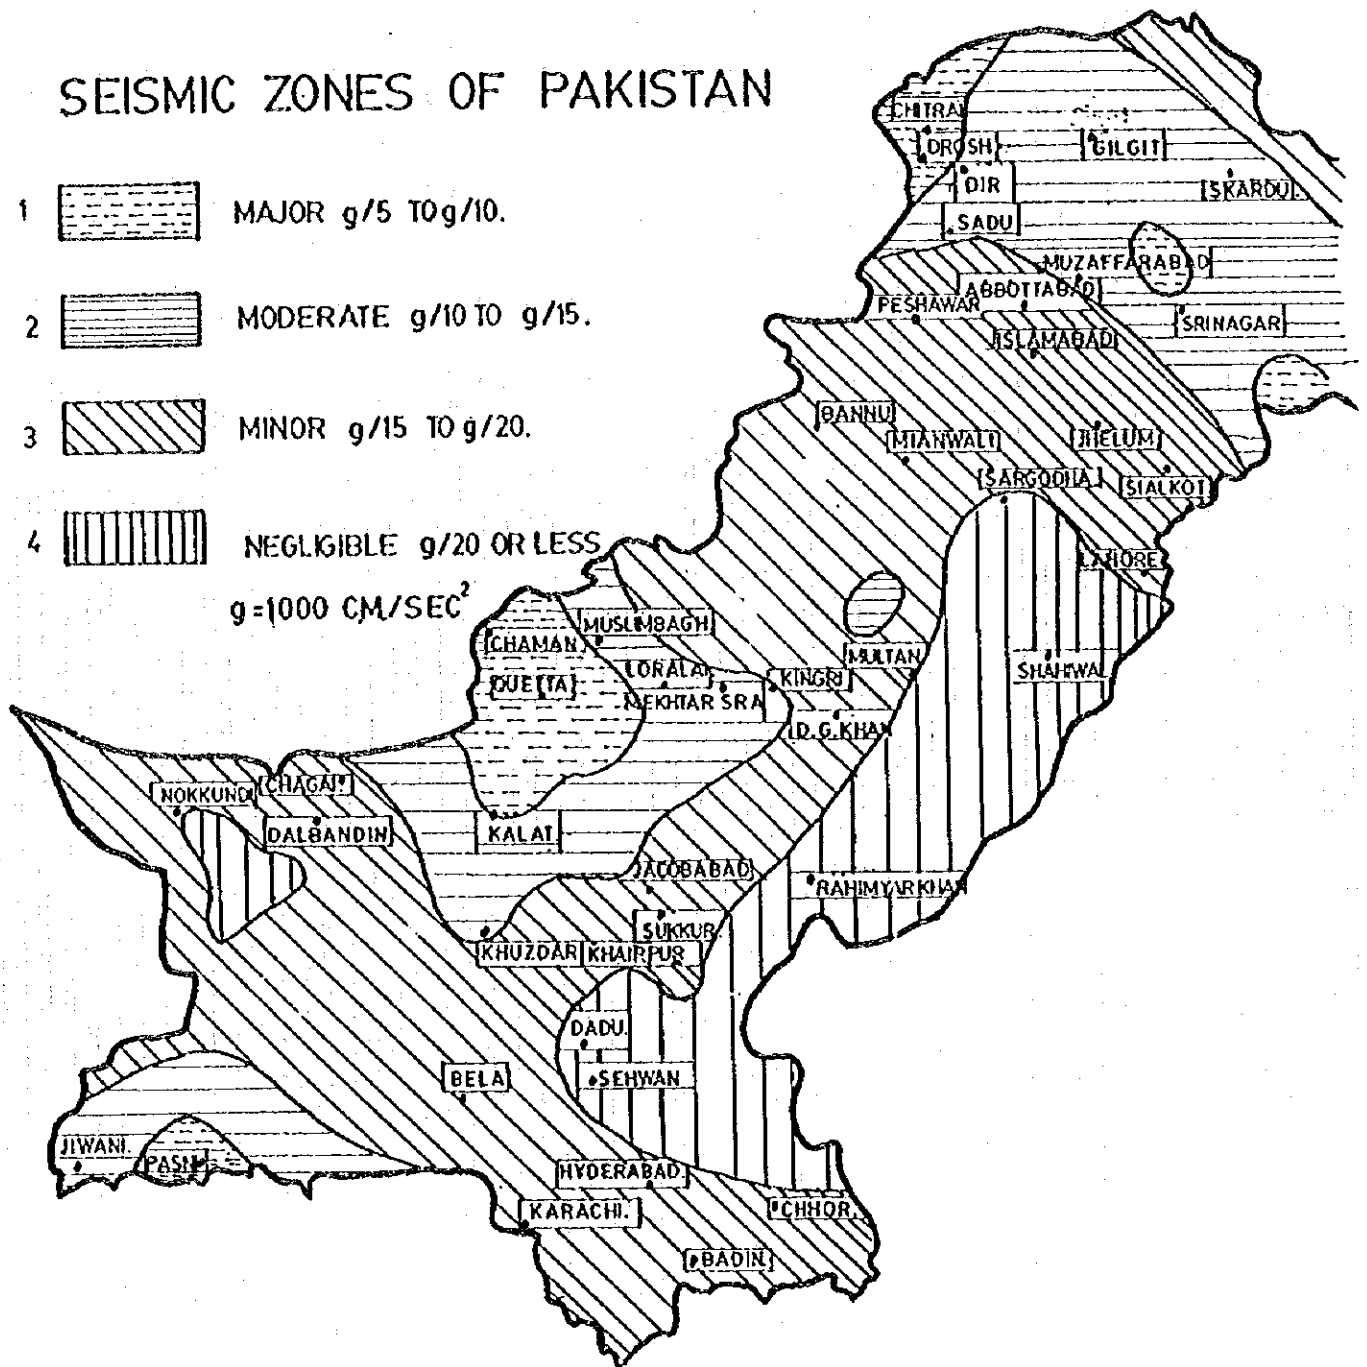 SEISMIC ZONES OF PAKISTAN
1 MAJOR g/5 TO g/10.
2 MODERATE g/10 TO g/15.
3 MINOR g/15 TO g/20.
4 NEGLIGIBLE g/20 OR LESS
g=1000 CM/SEC²
CHITRAL
DROSH
GILGIT
DIR
SKARDU.
SADU
MUZAFFARABAD
ABBOTTABAD
PESHAWAR
SRINAGAR
ISLAMABAD
BANNU
MIANWALI
JHELUM
SARGODHA
SIALKOT
LAHORE
MUSLIMBAGH
CHAMAN
MULTAN
SHAHIWAL
LORALAI
KINGRI
QUETTA
MEKHTAR SRA
D.G.KHAN
NOKKUNDI
CHAGAI
DALBANDIN
KALAT
JACOBABAD
RAHIMYARKHAN
SUKKUR.
KHUZDAR
KHAIRPUR
DADU.
BELA
SEHWAN
JIWANI.
PASNI
HYDERABAD.
KARACHI.
CHHOR.
BADIN